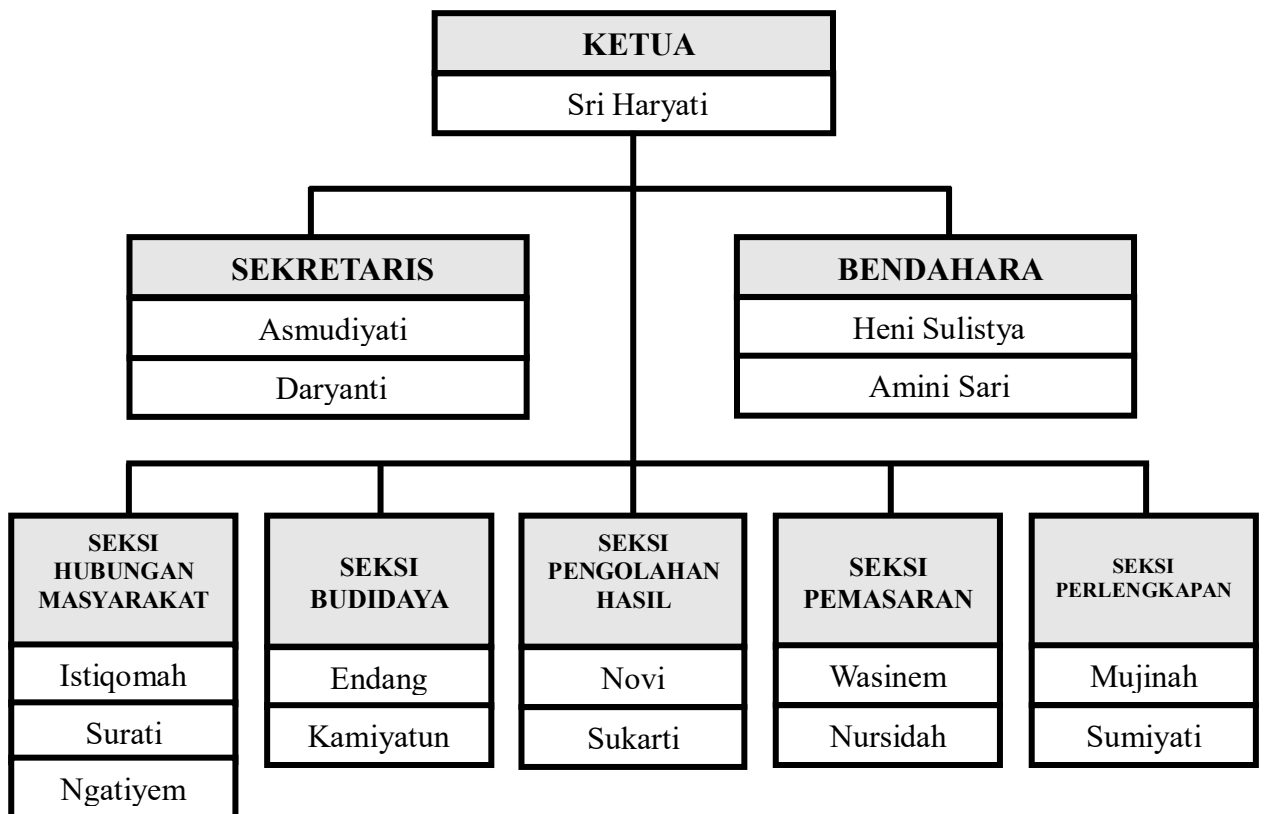 KETUA
Sri Haryati
SEKRETARIS
Asmudiyati
Daryanti
BENDAHARA
Heni Sulistya
Amini Sari
SEKSI
HUBUNGAN
MASYARAKAT
Istiqomah
Surati
Ngatiyem
SEKSI
BUDIDAYA
Endang
Kamiyatun
SEKSI
PENGOLAHAN
HASIL
Novi
Sukarti
SEKSI
PEMASARAN
Wasinem
Nursidah
SEKSI
PERLENGKAPAN
Mujinah
Sumiyati